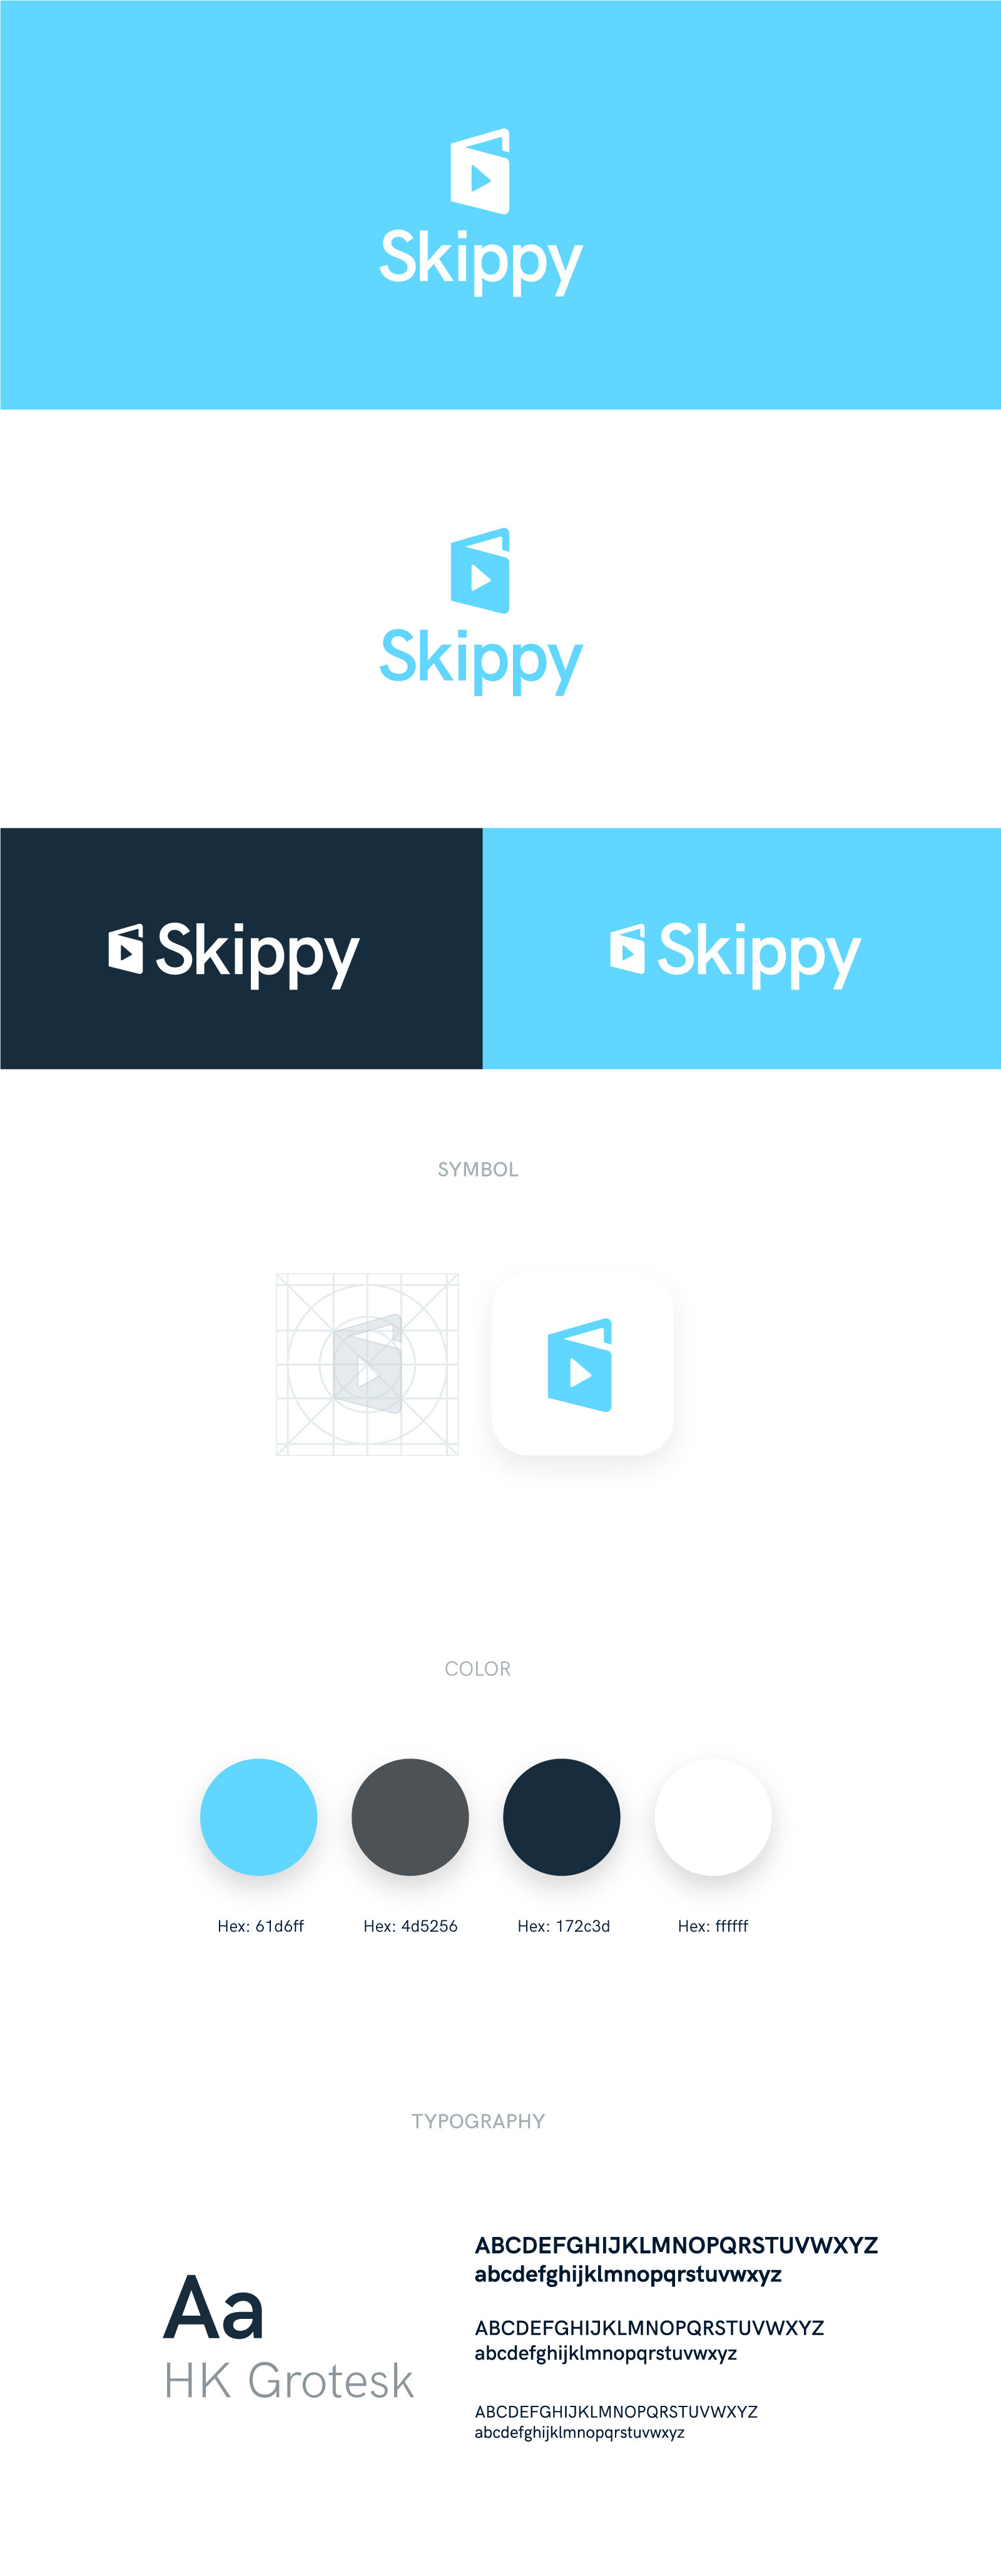 Skippy
Skippy
Skippy
Skippy
SYMBOL
COLOR
Hex: 61d6ff
Hex: 4d5256
Hex: 172c3d
Hex: ffffff
TYPOGRAPHY
Aa
HK Grotesk
ABCDEFGHIJKLMNOPQRSTUVWXYZ
abcdefghijklmnopqrstuvwxyz
ABCDEFGHIJKLMNOPQRSTUVWXYZ
abcdefghijklmnopqrstuvwxyz
ABCDEFGHIJKLMNOPQRSTUVWXYZ
abcdefghijklmnopqrstuvwxyz